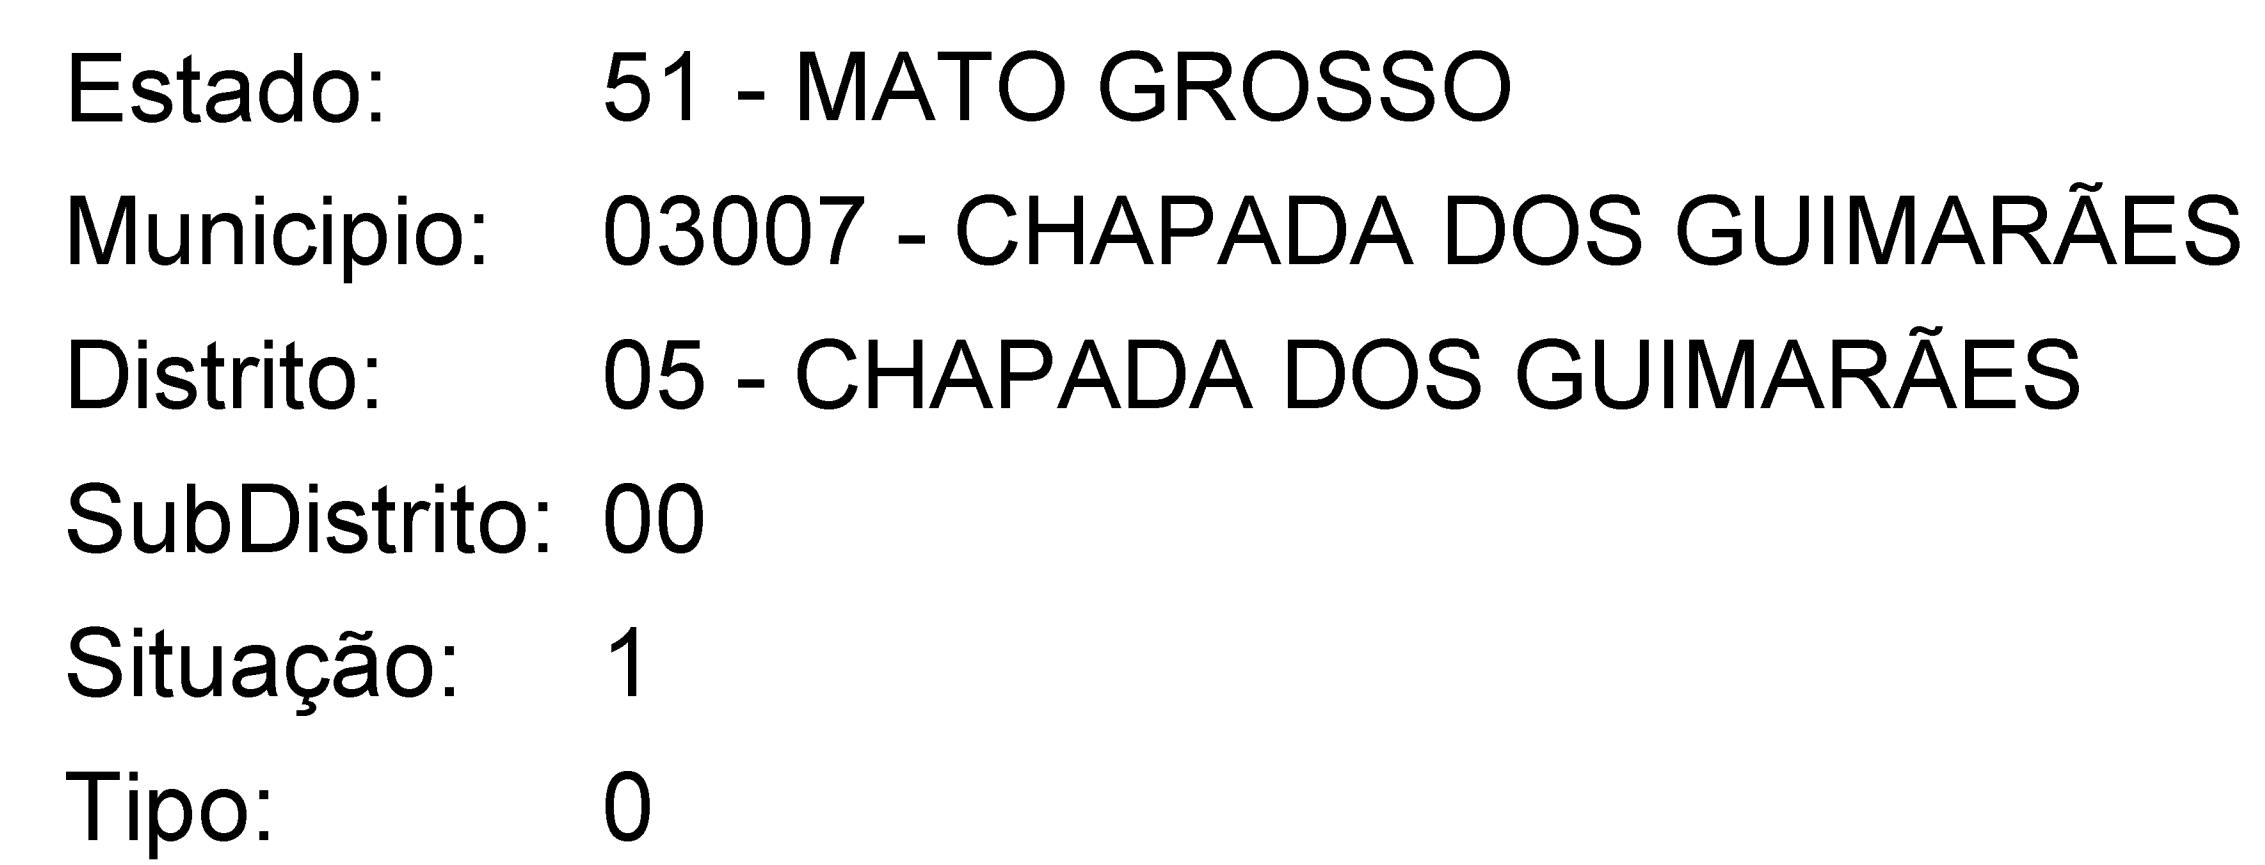 Estado: 51 - MATO GROSSO
Municipio: 03007 - CHAPADA DOS GUIMARÃES
Distrito: 05 - CHAPADA DOS GUIMARÃES
SubDistrito: 00
Situação: 1
Tipo: 0